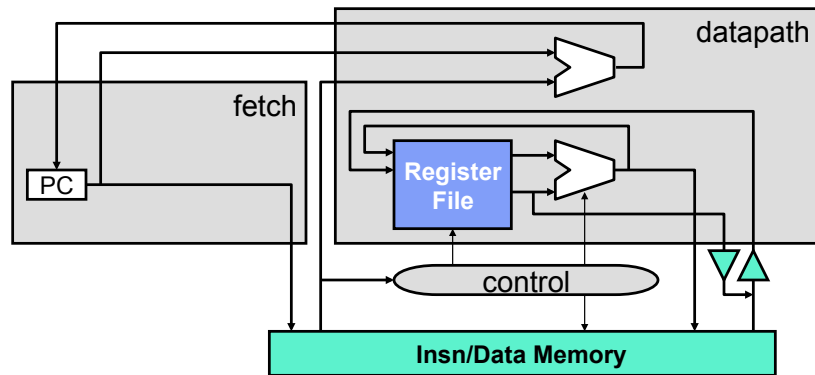 datapath
fetch
PC
Register
File
control
Insn/Data Memory